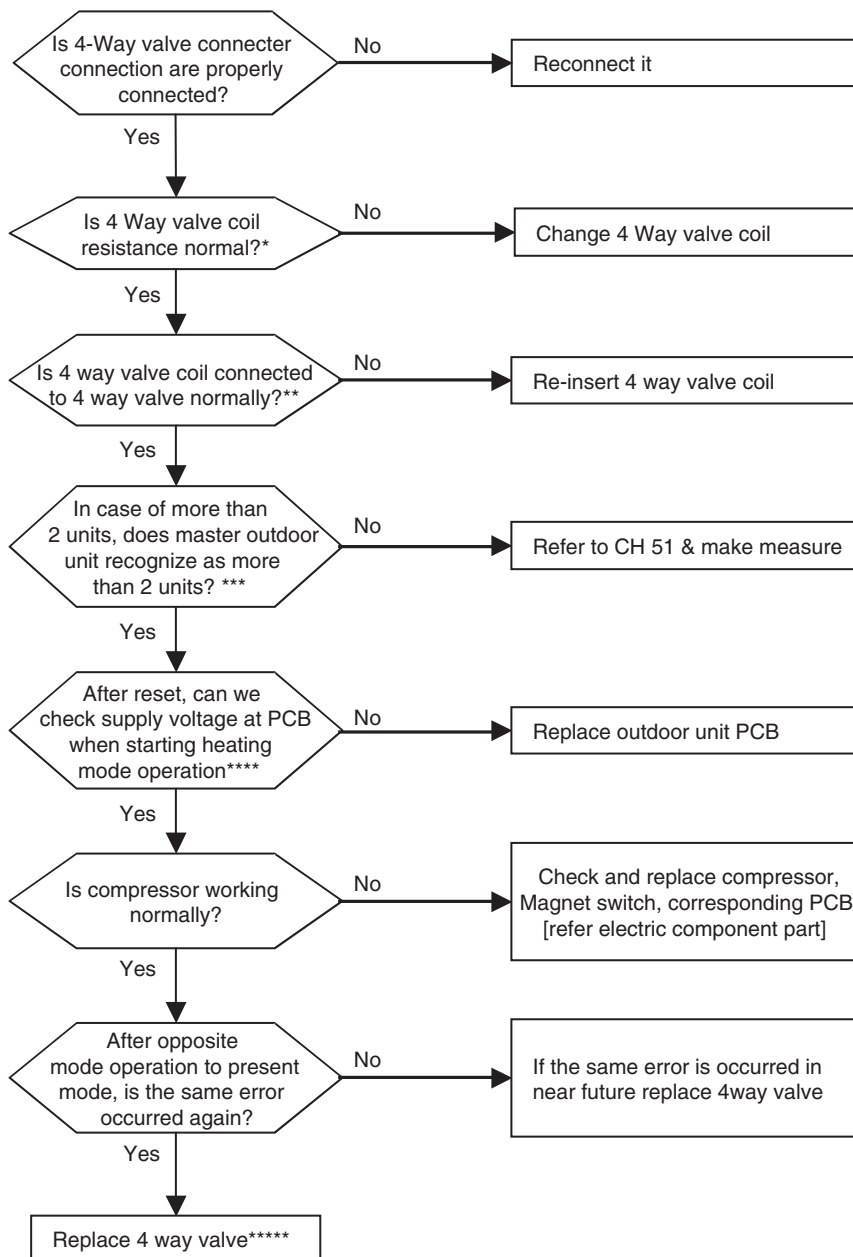 Is 4-Way valve connecter
connection are properly
connected?
No
Reconnect it
Yes
Is 4 Way valve coil
resistance normal?*
No
Change 4 Way valve coil
Yes
Is 4 way valve coil connected
to 4 way valve normally?**
No
Re-insert 4 way valve coil
Yes
In case of more than
2 units, does master outdoor
unit recognize as more
than 2 units? ***
No
Refer to CH 51 & make measure
Yes
After reset, can we
check supply voltage at PCB
when starting heating
mode operation****
No
Replace outdoor unit PCB
Yes
Is compressor working
normally?
No
Check and replace compressor,
Magnet switch, corresponding PCB
[refer electric component part]
Yes
After opposite
mode operation to present
mode, is the same error
occurred again?
No
If the same error is occurred in
near future replace 4way valve
Yes
Replace 4 way valve*****